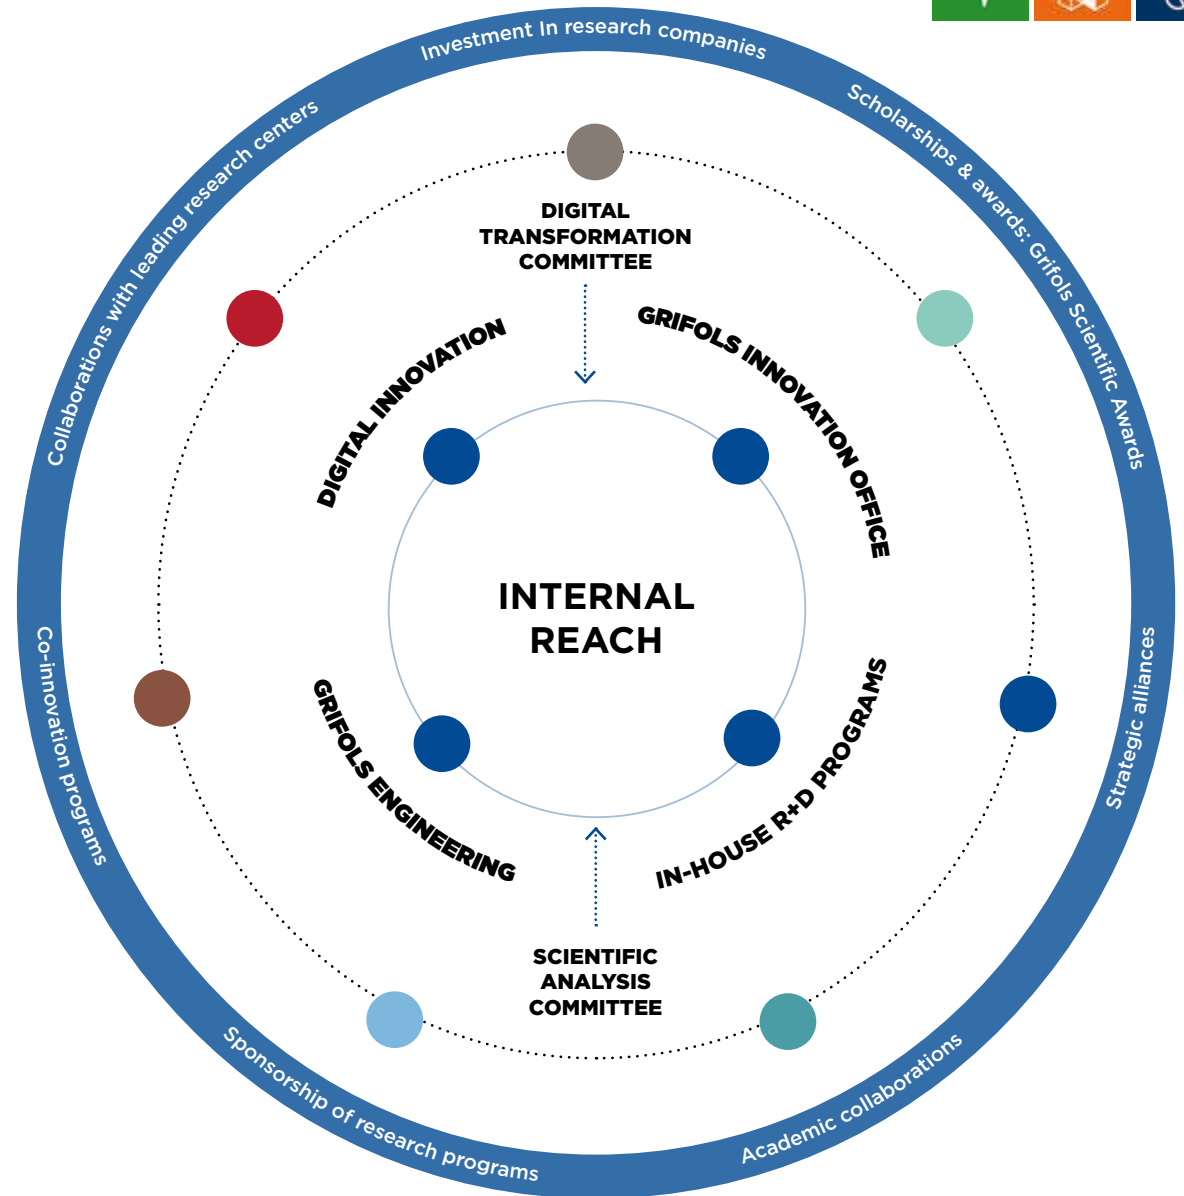 Investment In research companies
Scholarships & awards: Grifols Scientific Awards
Strategic alliances
Academic collaborations
Sponsorship of research programs
Co-innovation programs
Collaborations with leading research centers
DIGITAL
TRANSFORMATION
COMMITTEE
DIGITAL INNOVATION
GRIFOLS INNOVATION OFFICE
INTERNAL
REACH
GRIFOLS ENGINEERING
IN-HOUSE R+D PROGRAMS
SCIENTIFIC
ANALYSIS
COMMITTEE